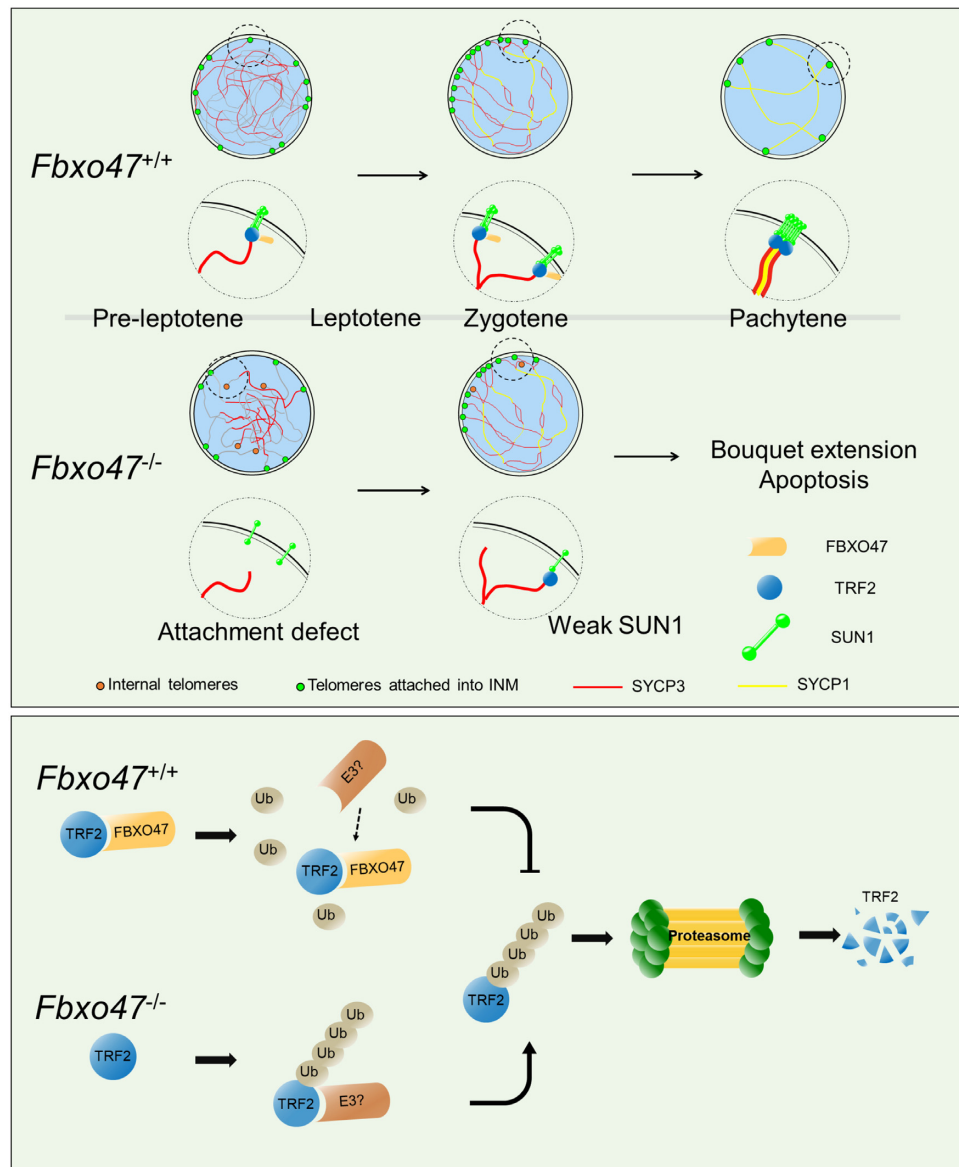 Fbxo47+/+
Pre-leptotene Leptotene Zygotene Pachytene
Fbxo47-/-
Bouquet extension
Apoptosis
Attachment defect
Weak SUN1
FBXO47
TRF2
SUN1
Internal telomeres
Telomeres attached into INM
SYCP3
SYCP1
Fbxo47+/+
TRF2 FBXO47
Ub
E3?
Ub
Ub
TRF2 FBXO47
Ub
Ub
Ub
Ub
Ub
TRF2
Proteasome
TRF2
Fbxo47-/-
TRF2
Ub
Ub
Ub
Ub
TRF2 E3?